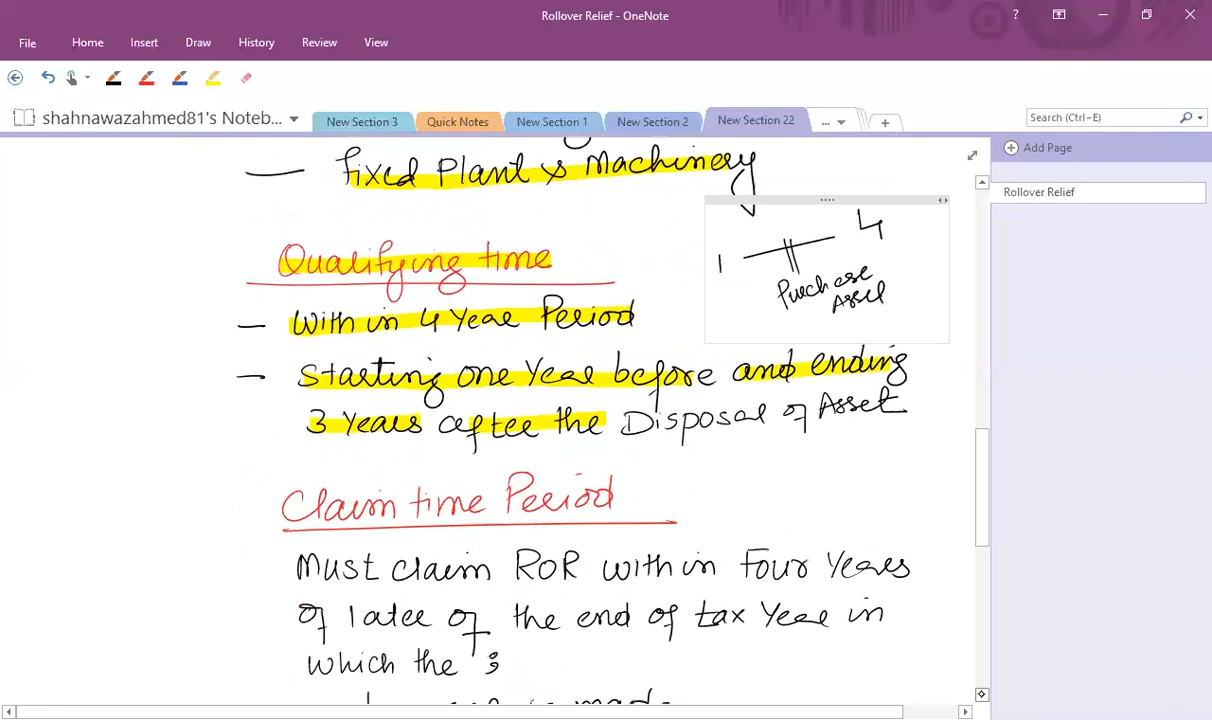 Rollover Relief - OneNote
?
File Home Insert Draw History Review View
shahnawazahmed81's Noteb... New Section 3 Quick Notes New Section 1 New Section 2 New Section 22 ... Search (Ctrl+E)
Add Page
Rollover Relief
— Fixed Plant & Machinery
Qualifying time
1 4
Purchase
Asset
- Within 4 Year Period
- Starting one Year before and ending
3 Years after the Disposal of Asset
Claim time Period
Must claim ROR within Four Years
of later of the end of tax Year in
which the :
is made